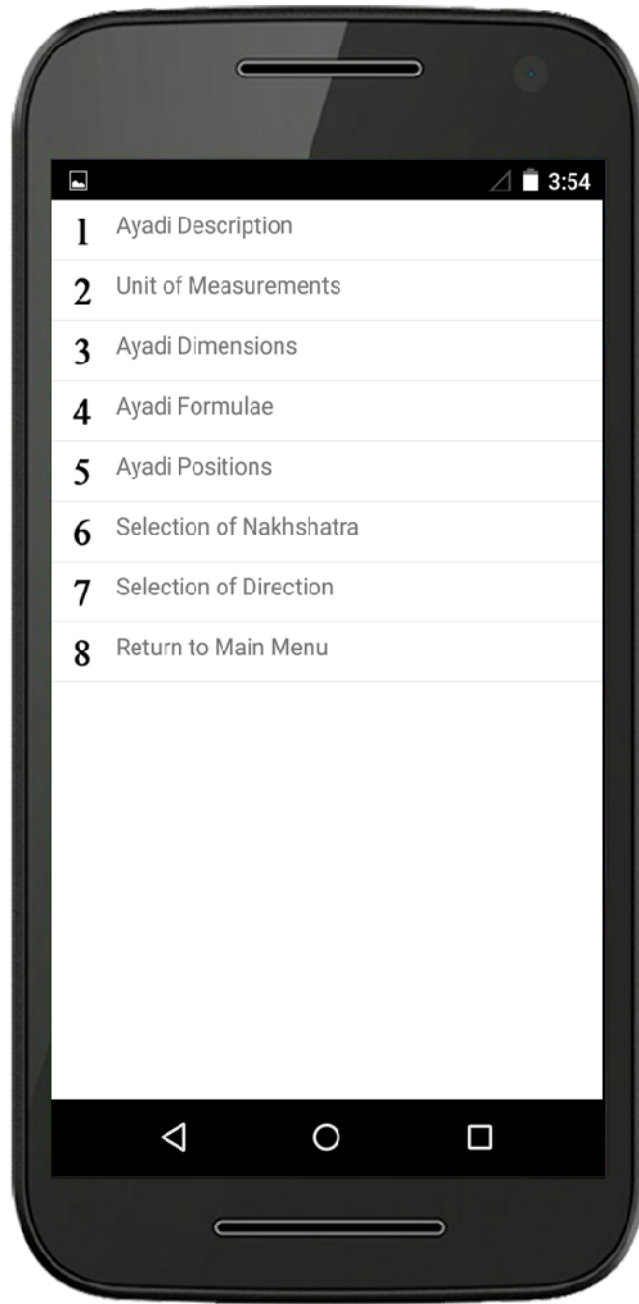 3:54
1 Ayadi Description
2 Unit of Measurements
3 Ayadi Dimensions
4 Ayadi Formulae
5 Ayadi Positions
6 Selection of Nakhshatra
7 Selection of Direction
8 Return to Main Menu